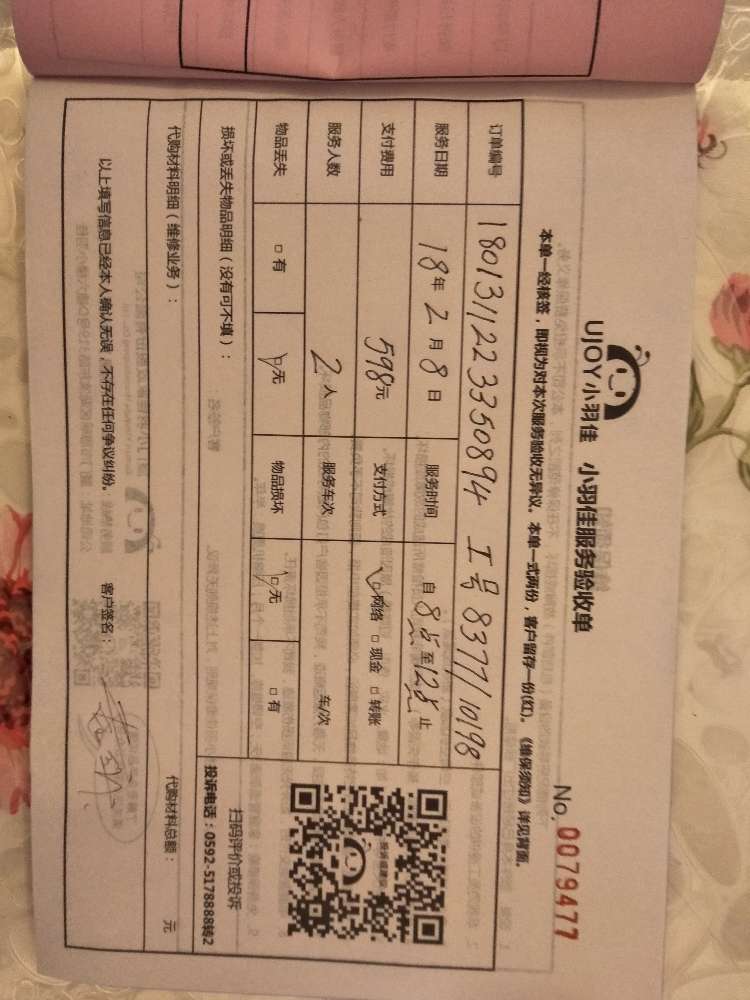 UJOY小羽佳 小羽佳服务验收单
No. 0079477
本单一经核签，即视为对本次服务验收无异议。本单一式两份，客户留存一份(红)。《维保须知》详见背面。
订单编号 18013112233350894 工号 8377/10198
服务日期 18年2月8日 服务时间 自8点至12点止
支付费用 598元 支付方式 网络 现金 转账
服务人数 2人 服务车次 车/次
物品丢失 有 无 物品损坏 无 有
投诉或建议
扫码评价或投诉
投诉电话：0592-5178888转2
损坏或丢失物品明细（没有可不填）：
代购材料明细（维修业务）： 代购材料总额： 元
以上填写信息已经本人确认无误，不存在任何争议纠纷。 客户签名：